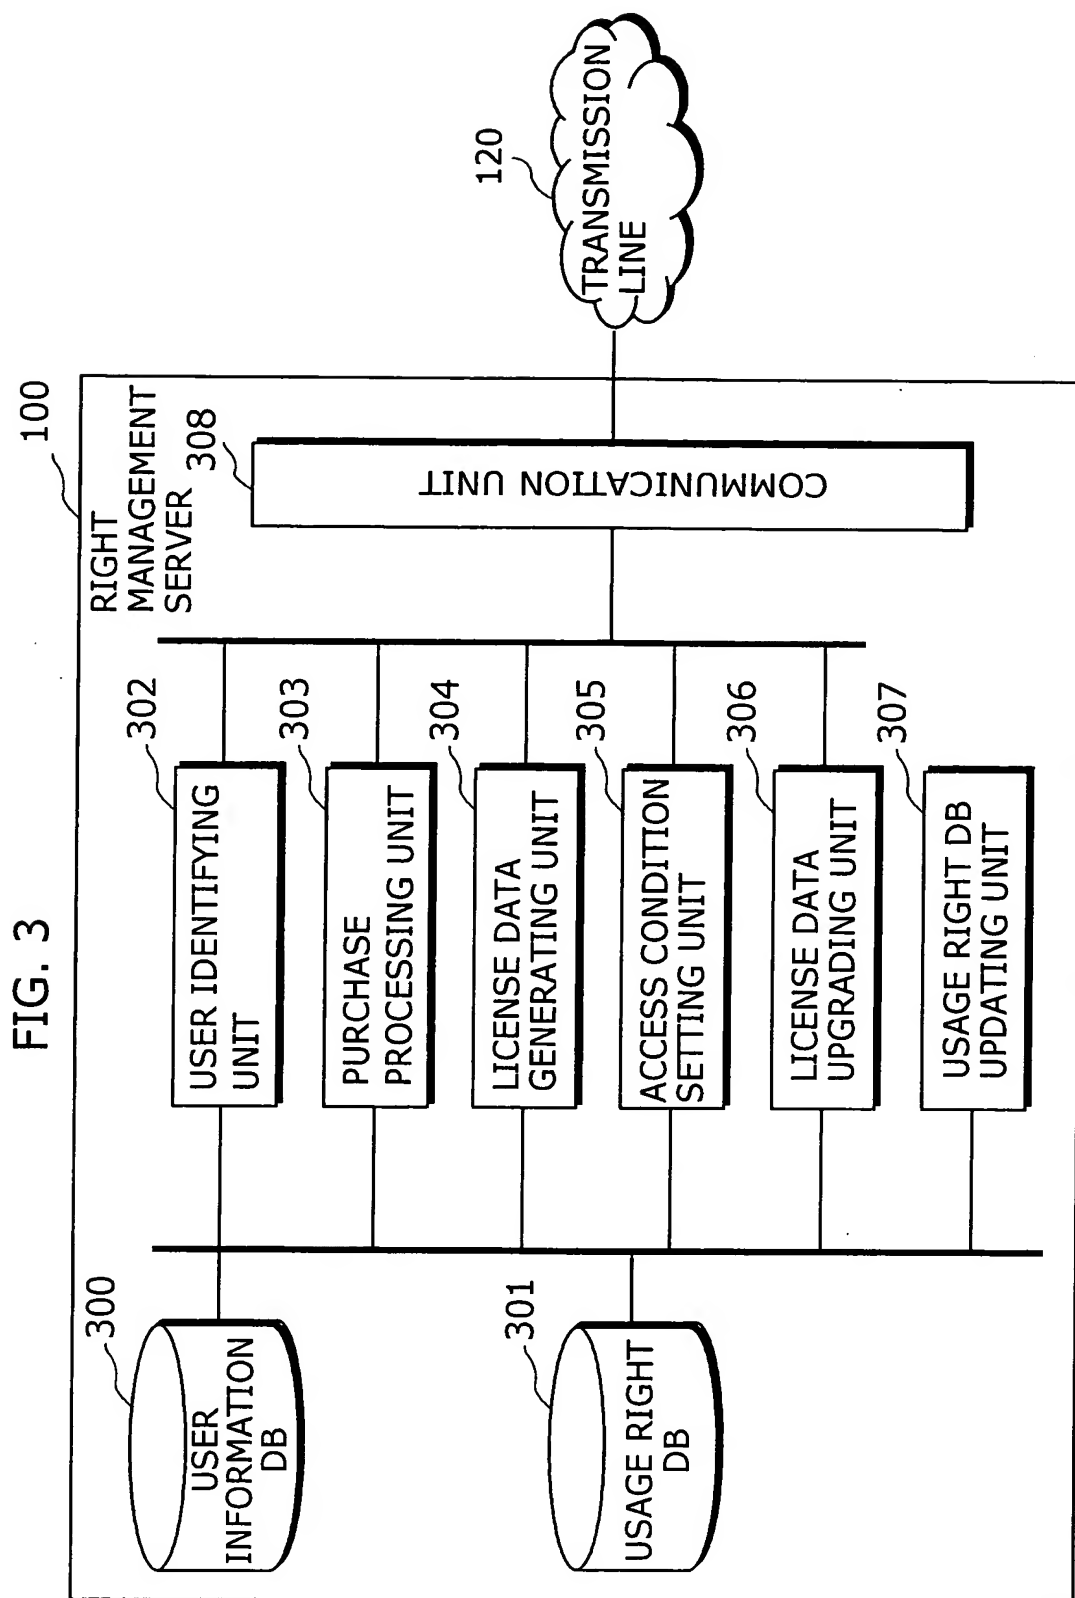 FIG. 3
100
RIGHT
MANAGEMENT
SERVER
300
USER
INFORMATION
DB
301
USAGE RIGHT
DB
302
USER IDENTIFYING
UNIT
303
PURCHASE
PROCESSING UNIT
304
LICENSE DATA
GENERATING UNIT
305
ACCESS CONDITION
SETTING UNIT
306
LICENSE DATA
UPGRADING UNIT
307
USAGE RIGHT DB
UPDATING UNIT
308
COMMUNICATION UNIT
120
TRANSMISSION
LINE